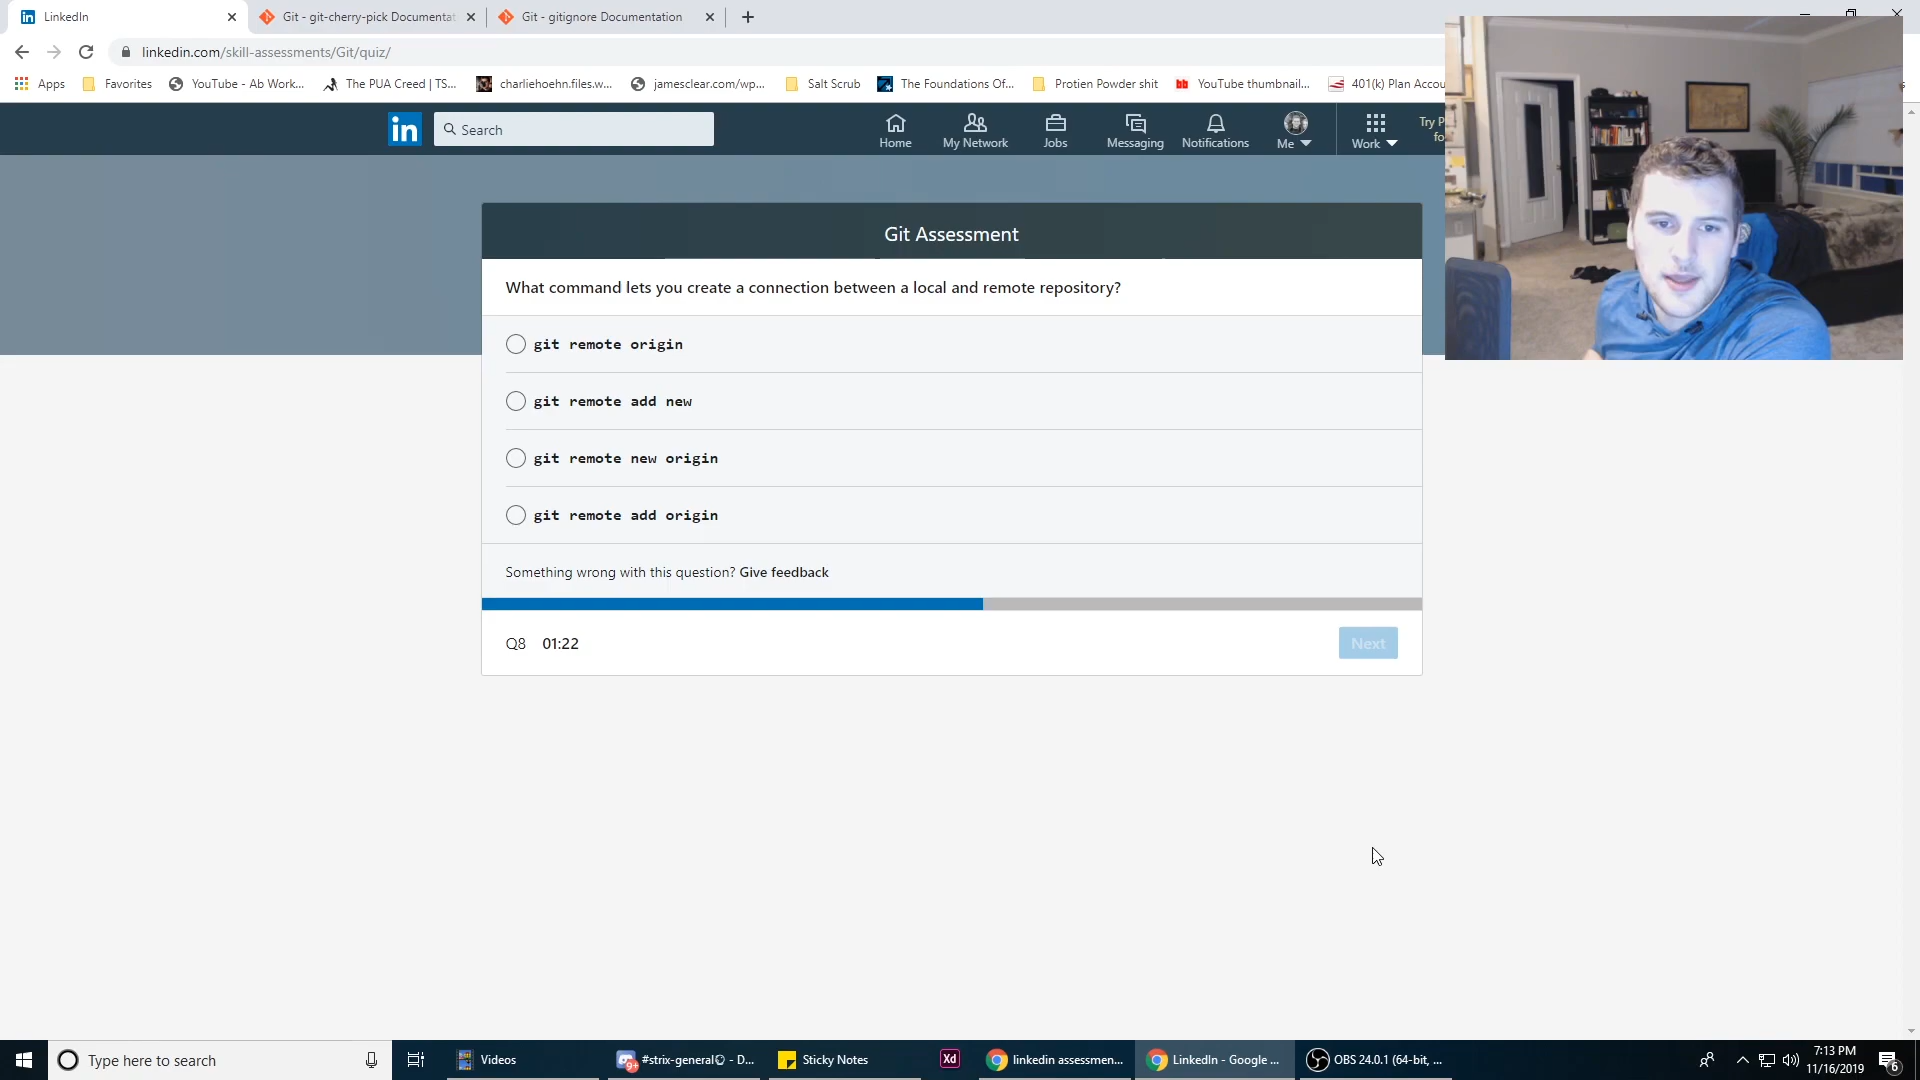 LinkedIn
Git - git-cherry-pick Documentat
Git - gitignore Documentation
linkedin.com/skill-assessments/Git/quiz/
Apps
Favorites
YouTube - Ab Work...
The PUA Creed | TS...
charliehoehn.files.w...
jamesclear.com/wp...
Salt Scrub
The Foundations Of...
Protien Powder shit
YouTube thumbnail...
401(k) Plan Accou
in
Search
Home
My Network
Jobs
Messaging
Notifications
Me
Work
Try P
fo
Git Assessment
What command lets you create a connection between a local and remote repository?
git remote origin
git remote add new
git remote new origin
git remote add origin
Something wrong with this question? Give feedback
Q8 01:22
Next
Type here to search
Videos
9+
#strix-general© - D...
Sticky Notes
Xd
linkedin assessmen...
LinkedIn - Google ...
OBS 24.0.1 (64-bit, ...
7:13 PM
11/16/2019
6